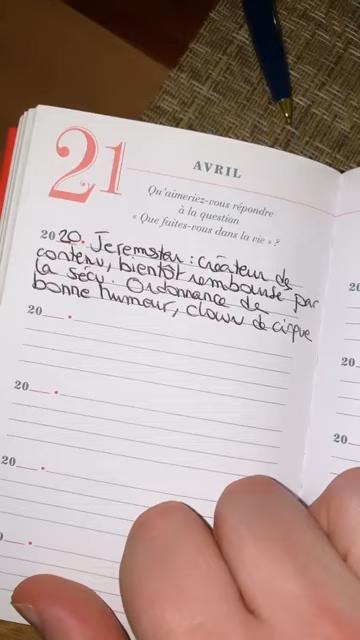 21
AVRIL
Qu'aimeriez-vous répondre
à la question
« Que faites-vous dans la vie » ?
2020. Jeremstar : créateur de
contenu, bientôt remboursé par
la sécu. Ordonnance de
bonne humeur, clown de cirque
20
20
20
20
20